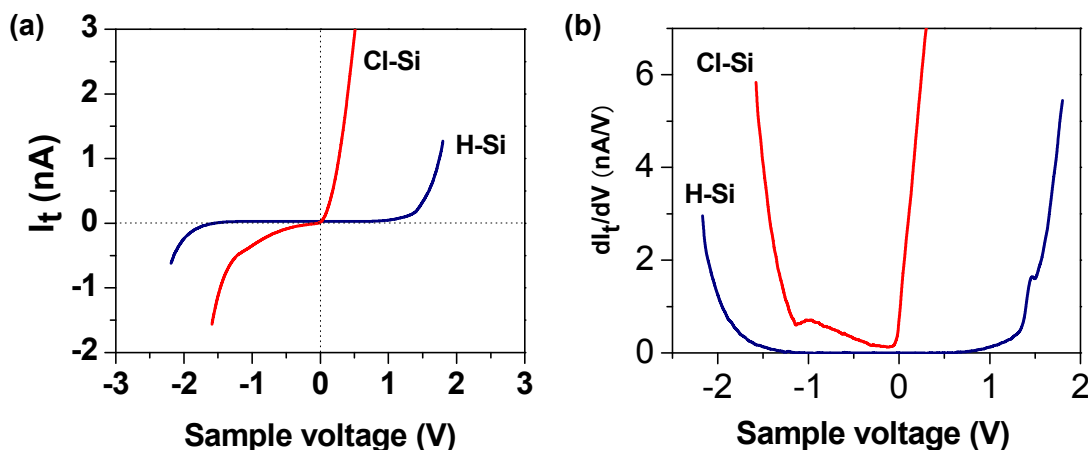 (a)
3
2
1
0
-1
-2
-3
-2
-1
0
1
2
3
I_t (nA)
Sample voltage (V)
Cl-Si
H-Si
(b)
6
4
2
0
-2
-1
0
1
2
dI_t/dV (nA/V)
Sample voltage (V)
Cl-Si
H-Si